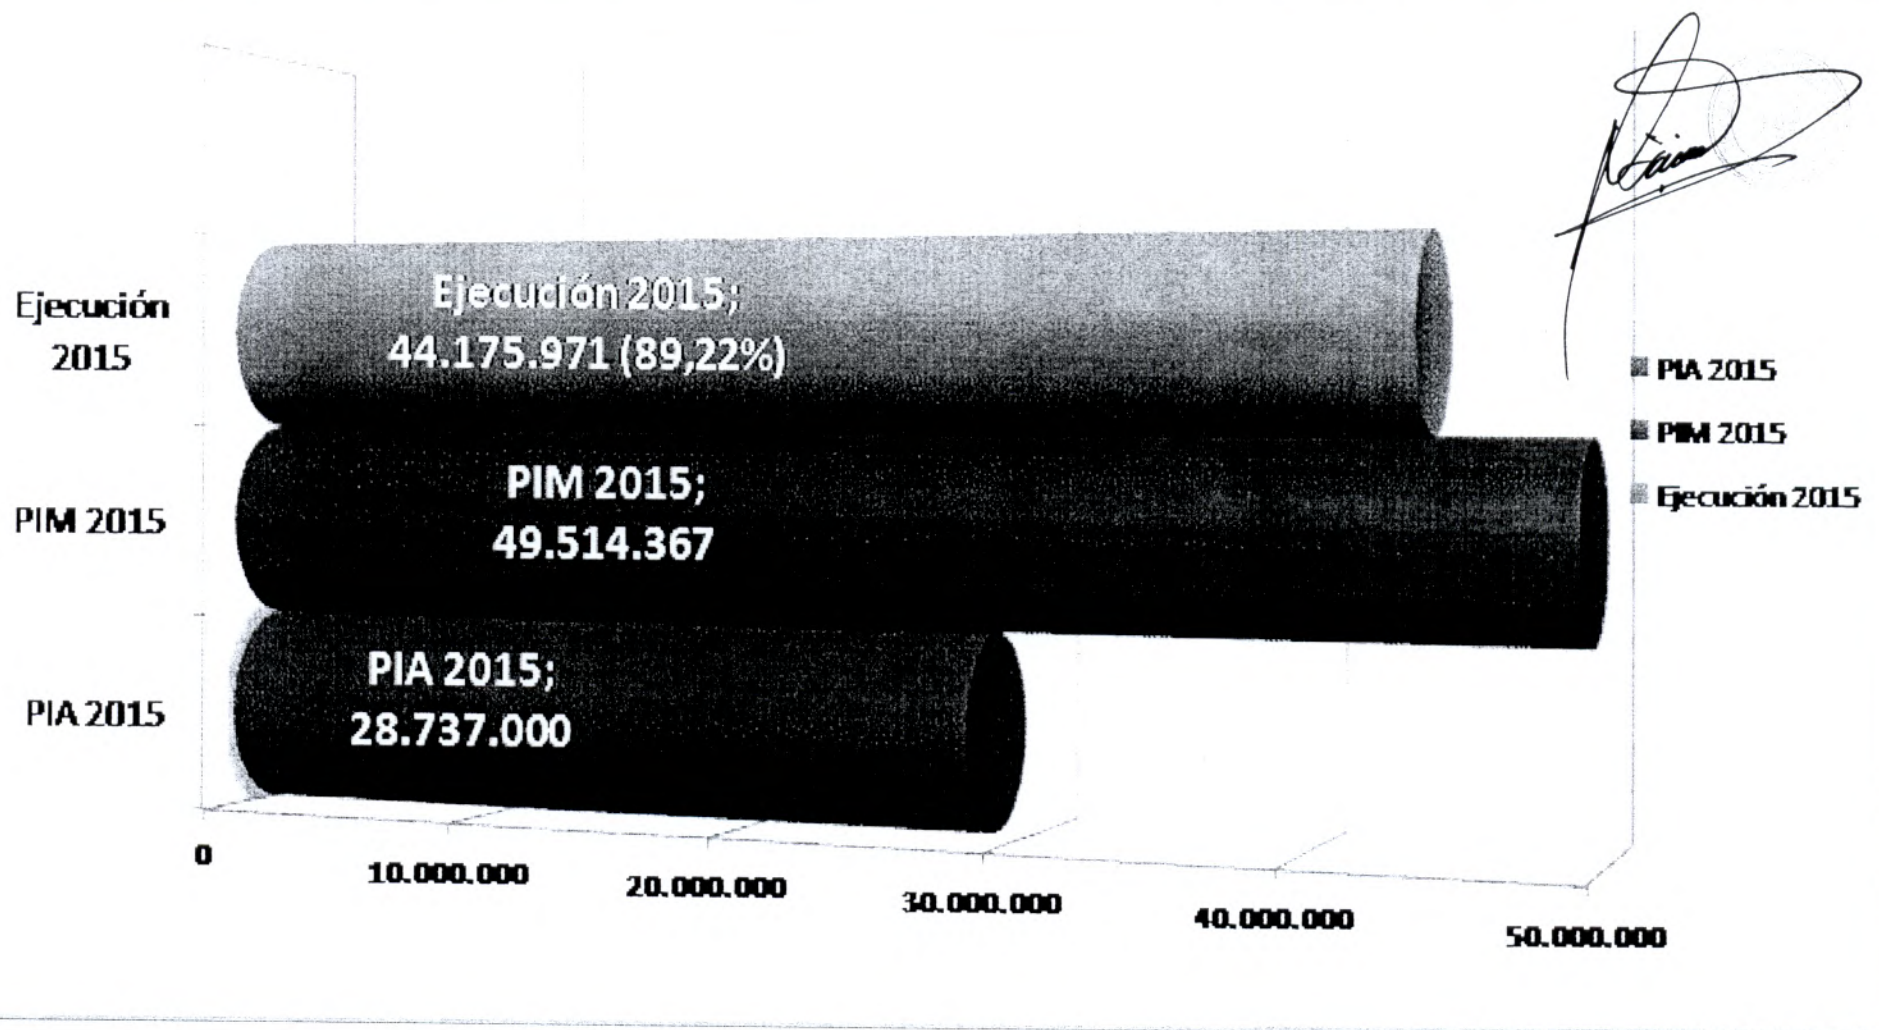 Ejecución
2015
Ejecución 2015;
44.175.971 (89,22%)
PIM 2015
PIM 2015;
49.514.367
PIA 2015
PIA 2015;
28.737.000
0
10.000.000
20.000.000
30.000.000
40.000.000
50.000.000
PIA 2015
PIM 2015
Ejecución 2015